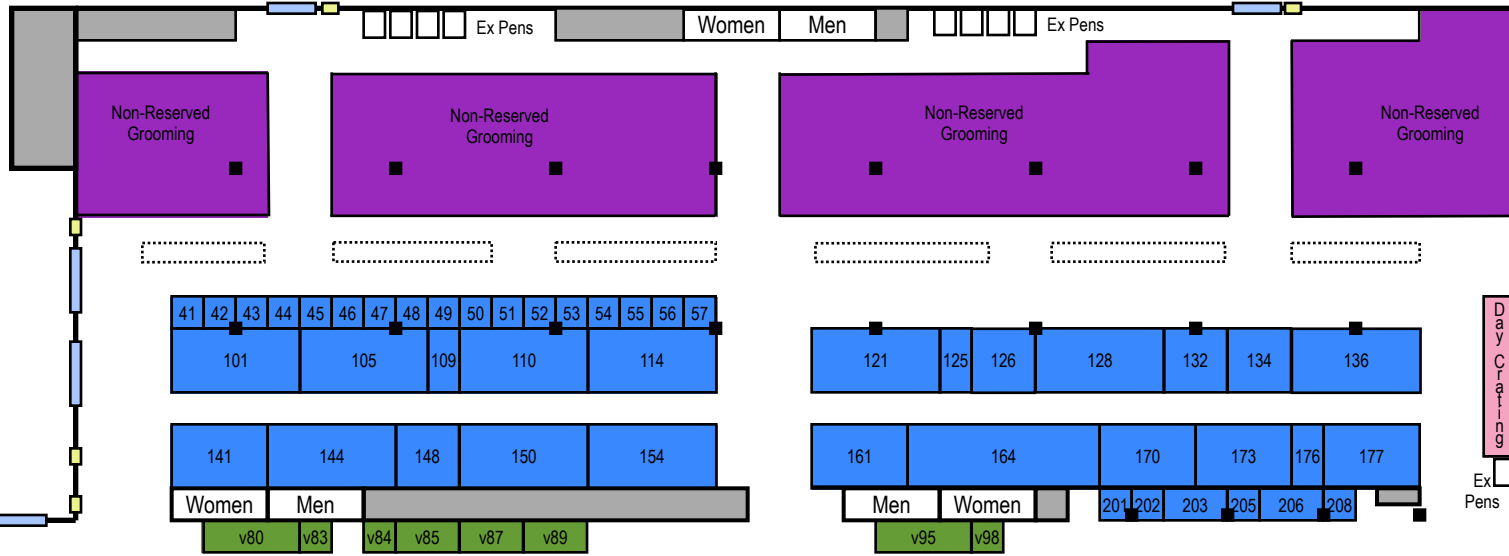 Ex Pens
Women
Men
Ex Pens
Non-Reserved
Grooming
Non-Reserved
Grooming
Non-Reserved
Grooming
Non-Reserved
Grooming
41 42 43 44 45 46 47 48 49 50 51 52 53 54 55 56 57
101 105 109 110 114
121 125 126 128 132 134 136
Day Crating
141 144 148 150 154
161 164 170 173 176 177
Ex
Pens
Women
Men
Men
Women
201 202 203 205 206 208
v80 v83 v84 v85 v87 v89
v95 v98